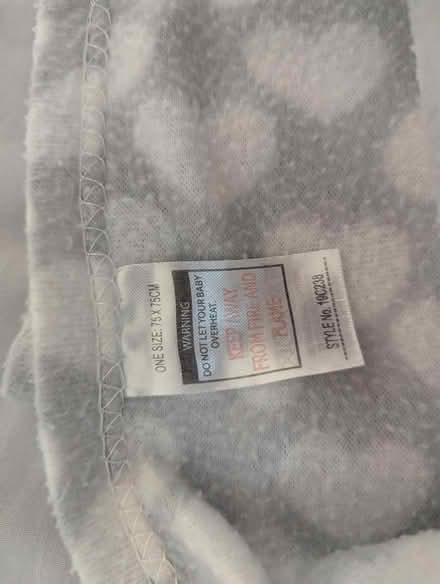 ONE SIZE: 75 X 75CM
WARNING
DO NOT LET YOUR BABY
OVERHEAT.
KEEP AWAY
FROM FIRE AND
FLAME
STYLE No. 19C238